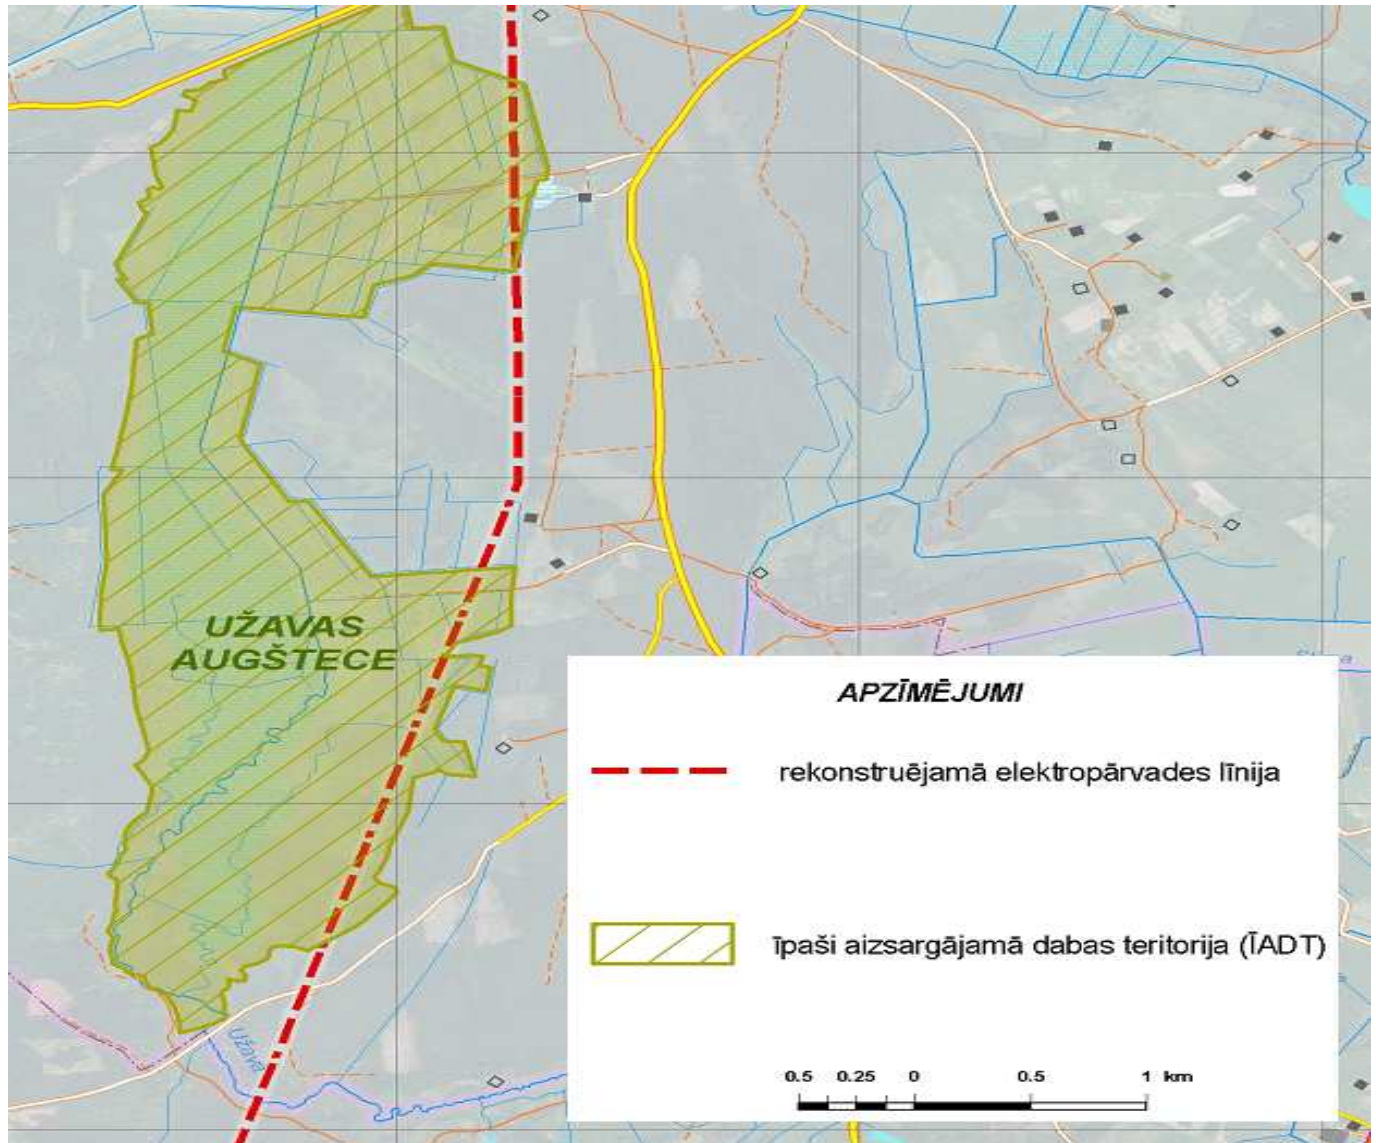 UŽAVAS
AUGŠTECE
APZĪMĒJUMI
rekonstruējamā elektropārvades līnija
īpaši aizsargājamā dabas teritorija (ĪADT)
0.5 0.25 0 0.5 1 km
Užava